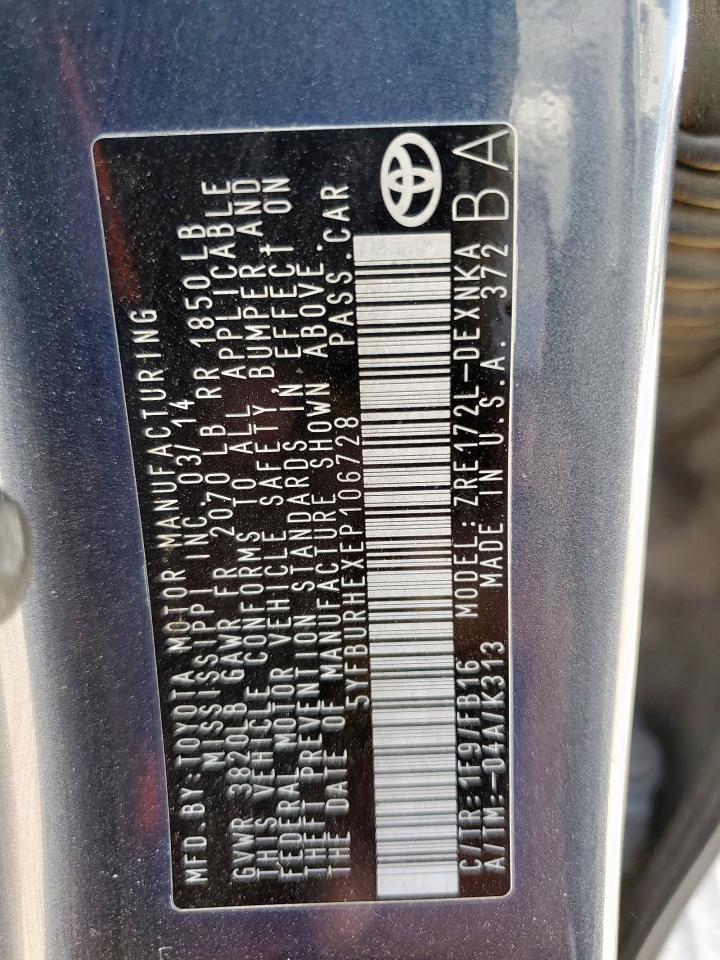 MFD.BY:TOYOTA MOTOR MANUFACTURING
MISSISSIPPI INC. 03/14
GVWR 3820LB GAWR FR 2070 LB RR 1850 LB
THIS VEHICLE CONFORMS TO ALL APPLICABLE
FEDERAL MOTOR VEHICLE SAFETY,BUMPER,AND
THEFT PREVENTION STANDARDS IN EFFECT ON
THE DATE OF MANUFACTURE SHOWN ABOVE.
5YFBURHEXEP106728 PASS.CAR
C/TR:1F9/FB16 MODEL:ZRE172L-DEXNKA
A/TM:-04A/K313 MADE IN U.S.A. 372
BA